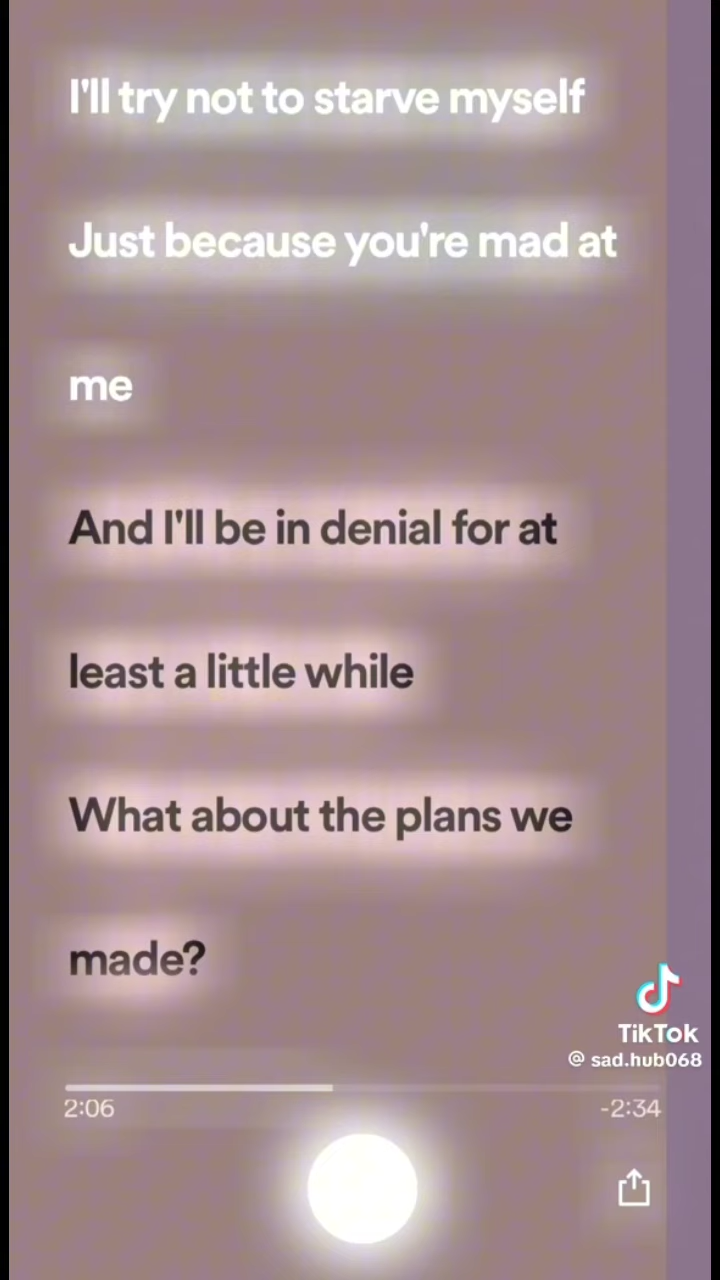 I'll try not to starve myself
Just because you're mad at
me
And I'll be in denial for at
least a little while
What about the plans we
made?
TikTok
@ sad.hub068
2:06
-2:34